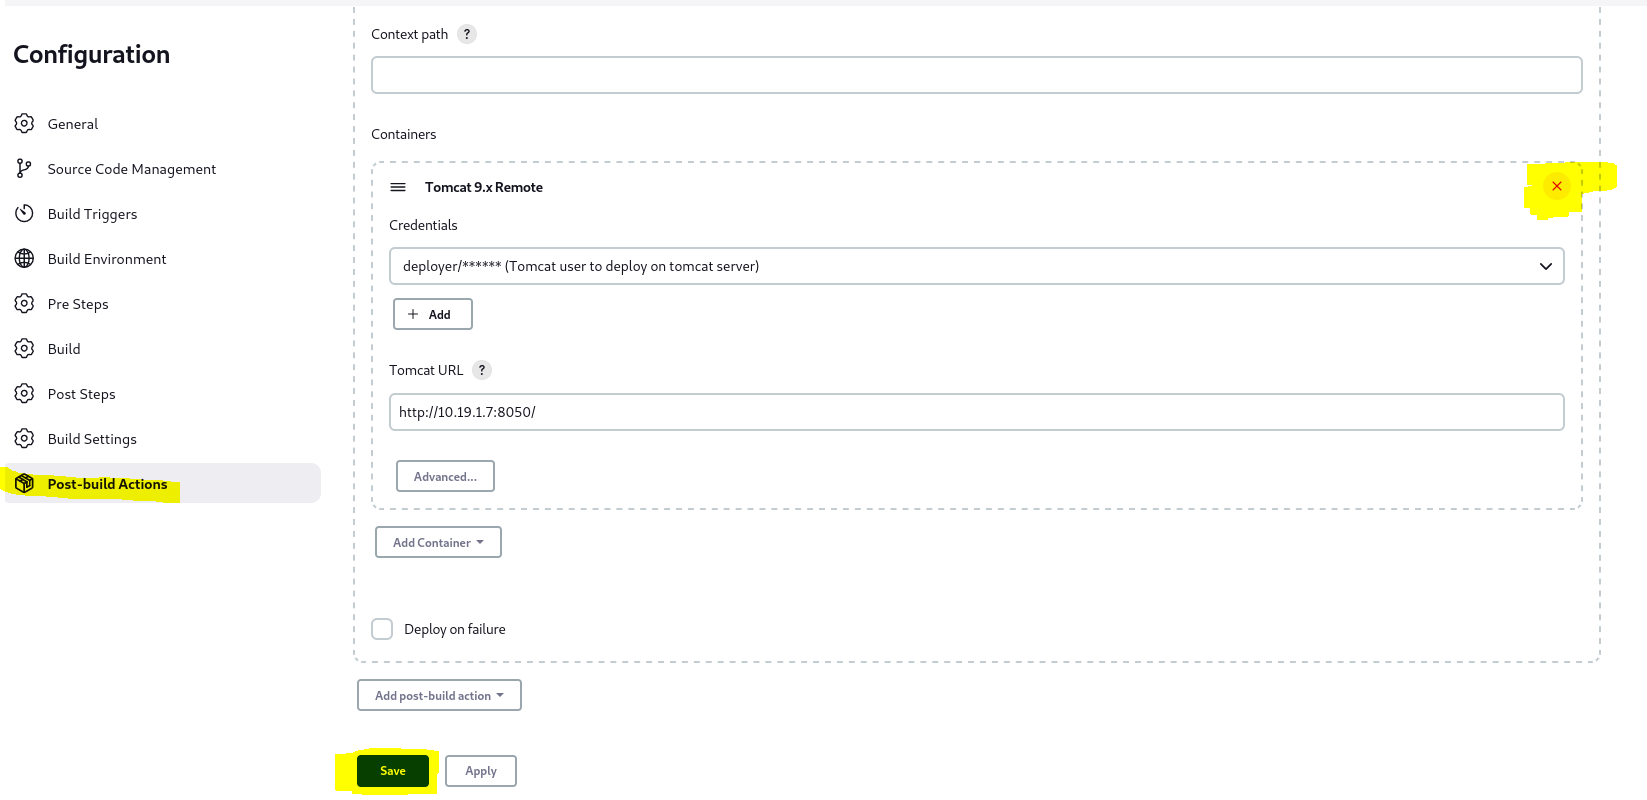 Configuration
General
Source Code Management
Build Triggers
Build Environment
Pre Steps
Build
Post Steps
Build Settings
Post-build Actions
Context path ?
Containers
Tomcat 9.x Remote
Credentials
deployer/****** (Tomcat user to deploy on tomcat server)
+ Add
Tomcat URL ?
http://10.19.1.7:8050/
Advanced...
Add Container
Deploy on failure
Add post-build action
Save
Apply